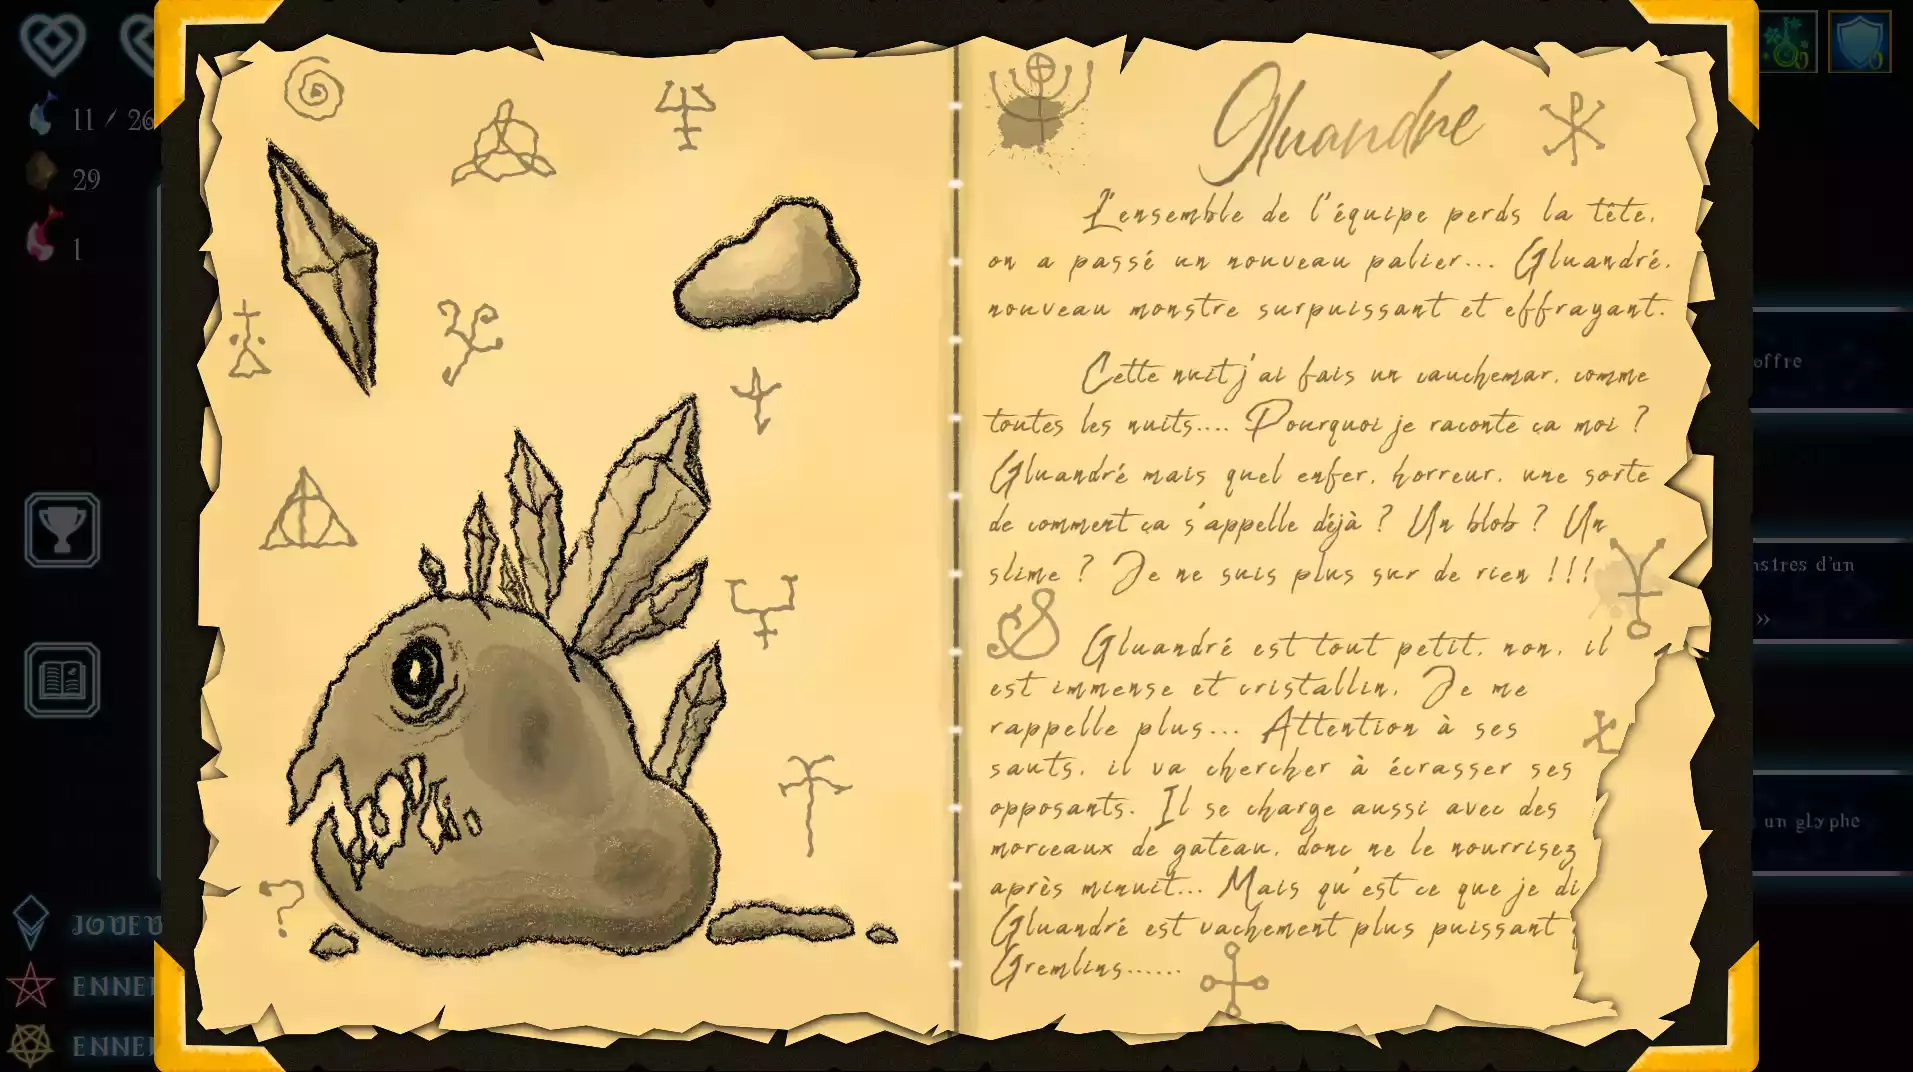 11 / 26
29
1
JOUEU
ENNE
ENNE
Gluandre
L'ensemble de l'équipe perds la tête,
on a passé un nouveau palier... Gluandré,
nouveau monstre surpuissant et effrayant.
Cette nuit j'ai fais un cauchemar, comme
toutes les nuits.... Pourquoi je raconte ça moi ?
Gluandré mais quel enfer, horreur, une sorte
de comment ça s'appelle déjà ? Un blob ? Un
slime ? Je ne suis plus sur de rien !!!
Gluandré est tout petit, non, il
est immense et cristallin. Je me
rappelle plus... Attention à ses
sauts, il va chercher à écrasser ses
opposants. Il se charge aussi avec des
morceaux de gateau, donc ne le nourrisez
après minuit... Mais qu'est ce que je di
Gluandré est vachement plus puissant
Gremlins......
0
0
offre
nstres d'un
»
un glyphe